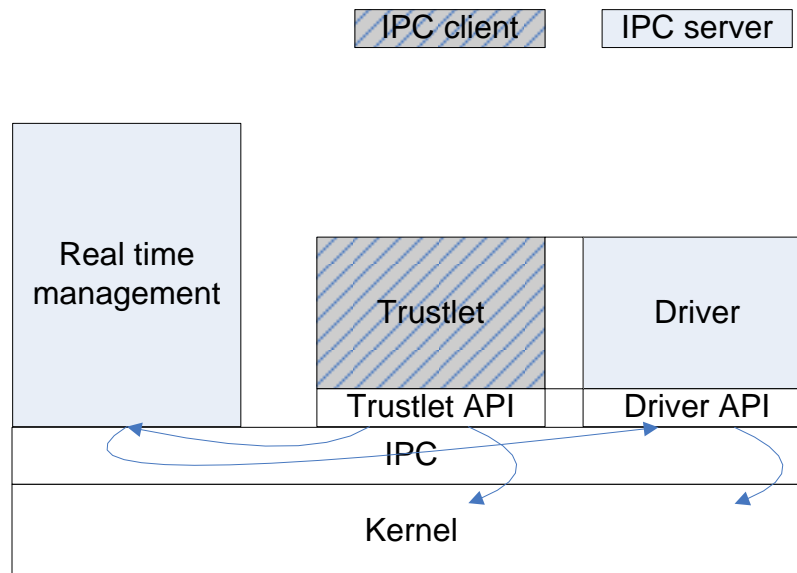 IPC client
IPC server
Real time
management
Trustlet
Driver
Trustlet API
Driver API
IPC
Kernel